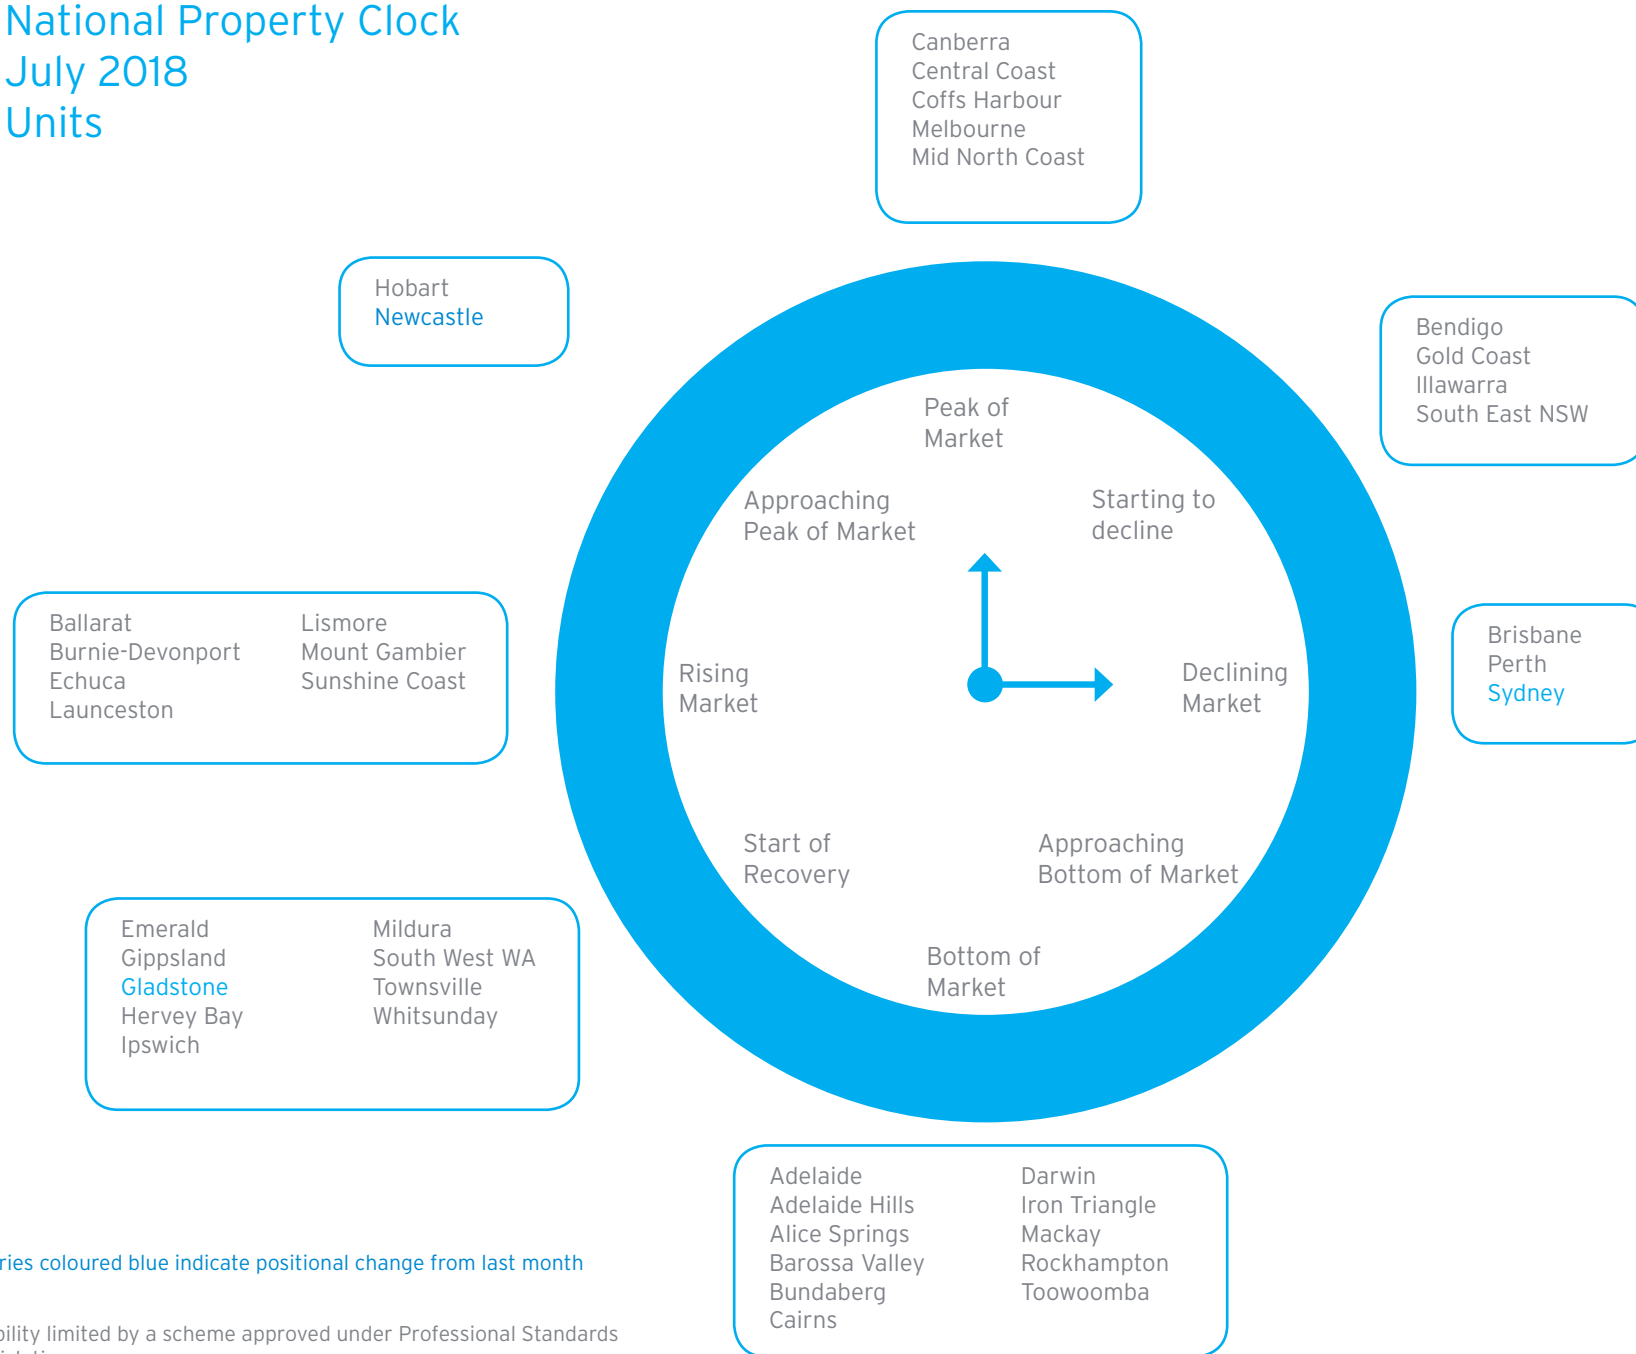 National Property Clock
July 2018
Units
Canberra
Central Coast
Coffs Harbour
Melbourne
Mid North Coast
Hobart
Newcastle
Bendigo
Gold Coast
Illawarra
South East NSW
Peak of
Market
Approaching
Peak of Market
Starting to
decline
Rising
Market
Declining
Market
Start of
Recovery
Approaching
Bottom of Market
Bottom of
Market
Ballarat
Burnie-Devonport
Echuca
Launceston
Lismore
Mount Gambier
Sunshine Coast
Brisbane
Perth
Sydney
Emerald
Gippsland
Gladstone
Hervey Bay
Ipswich
Mildura
South West WA
Townsville
Whitsunday
Adelaide
Adelaide Hills
Alice Springs
Barossa Valley
Bundaberg
Cairns
Darwin
Iron Triangle
Mackay
Rockhampton
Toowoomba
ries coloured blue indicate positional change from last month
bility limited by a scheme approved under Professional Standards